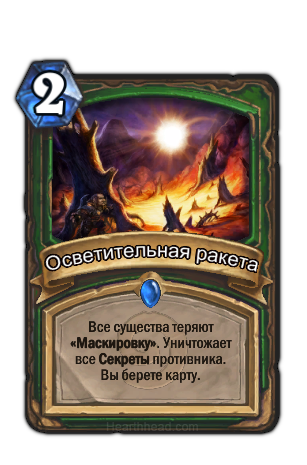 2
Осветительная ракета
Все существа теряют
«Маскировку». Уничтожает
все Секреты противника.
Вы берете карту.
Hearthhead.com